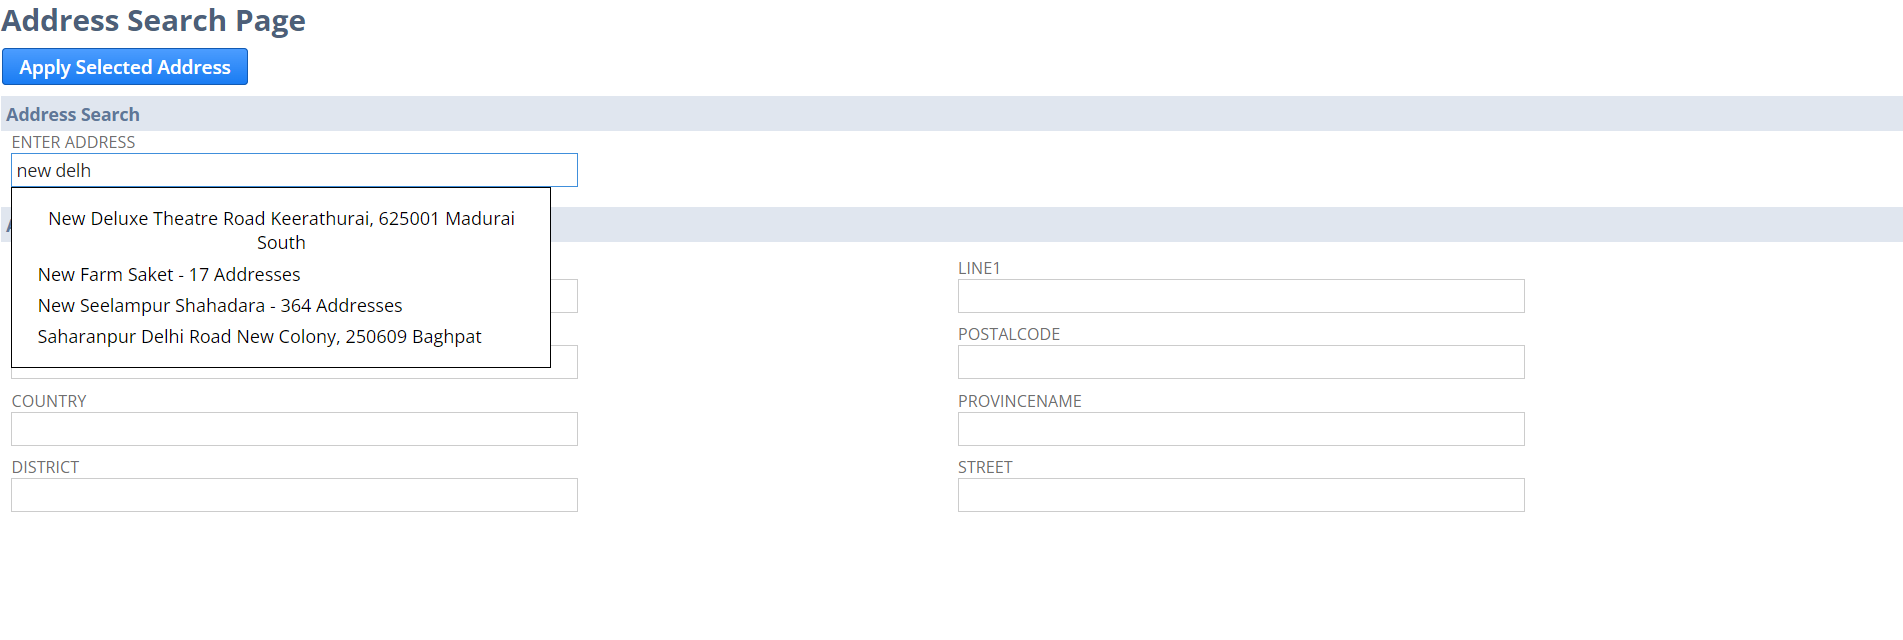 Address Search Page
Apply Selected Address
Address Search
ENTER ADDRESS
new delh
New Deluxe Theatre Road Keerathurai, 625001 Madurai
South
New Farm Saket - 17 Addresses
New Seelampur Shahadara - 364 Addresses
Saharanpur Delhi Road New Colony, 250609 Baghpat
LINE1
POSTALCODE
COUNTRY
PROVINCENAME
DISTRICT
STREET